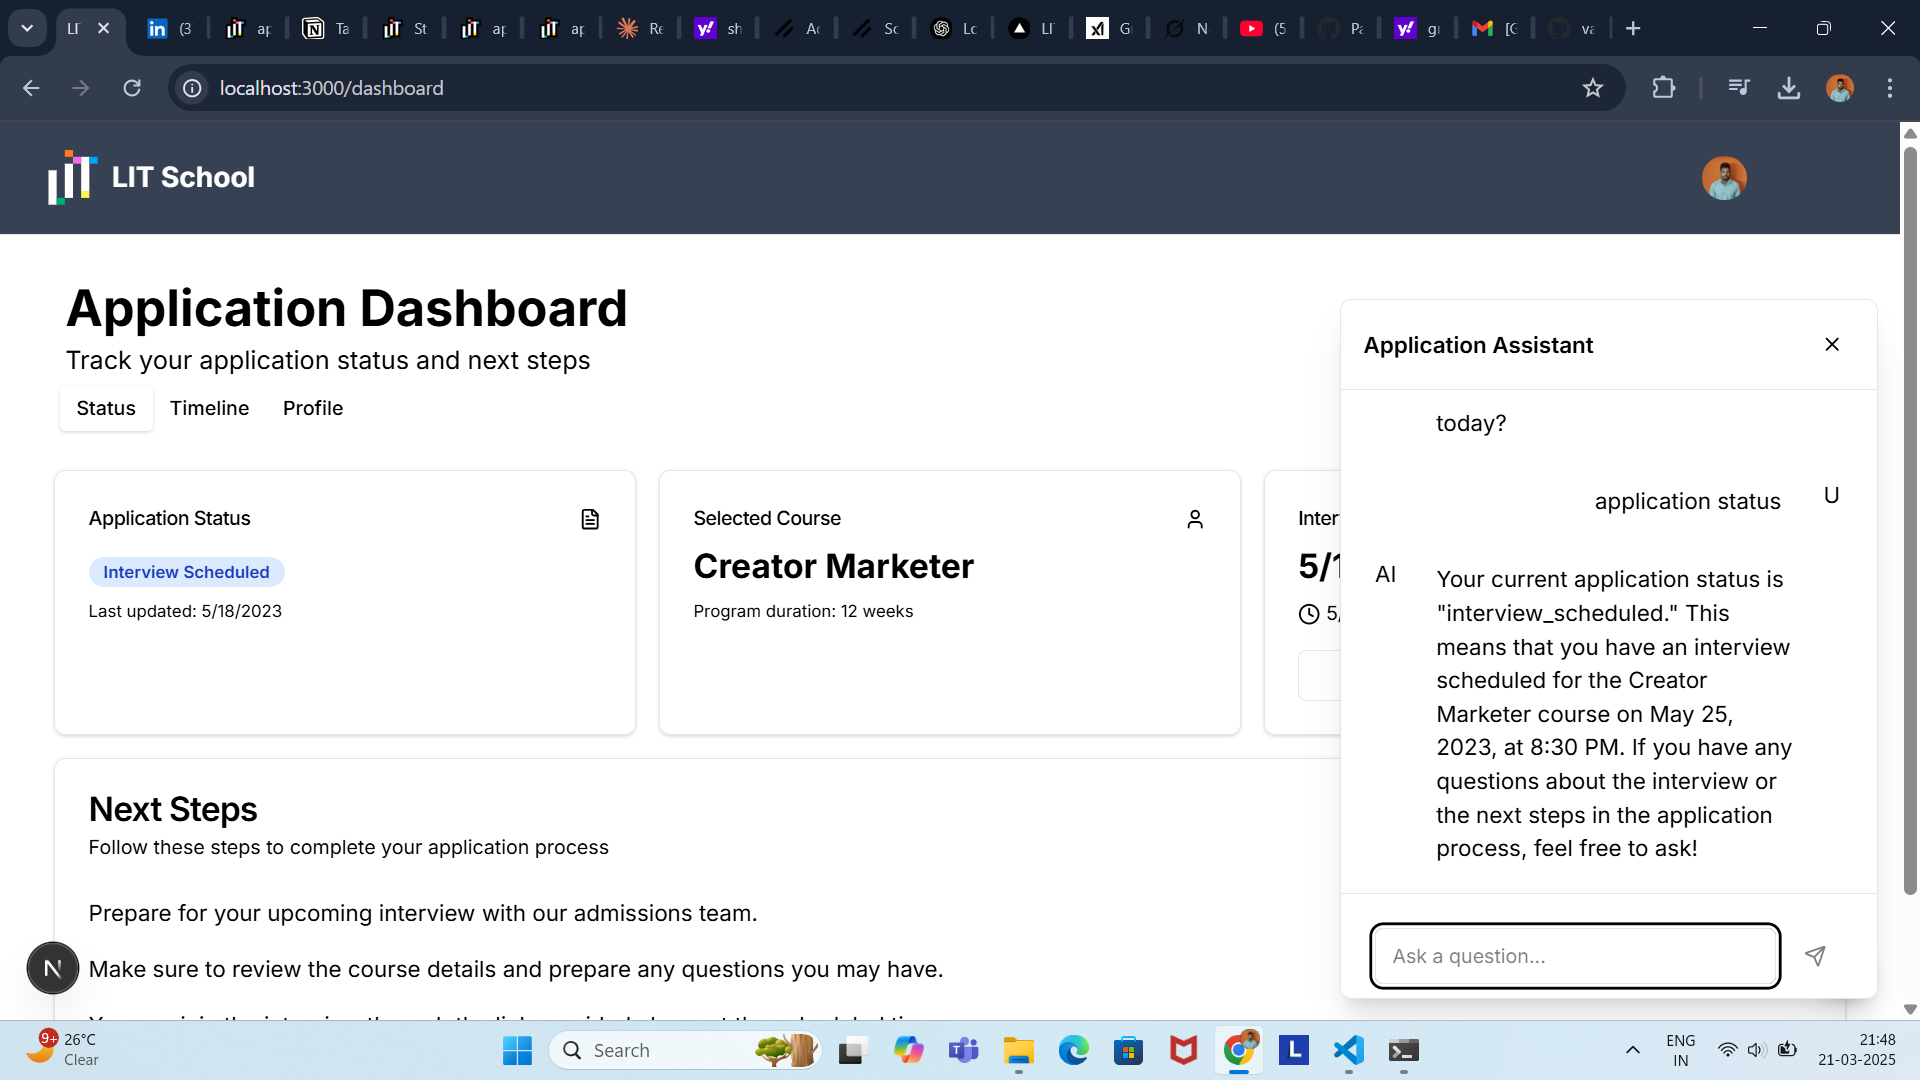 LI
(3
ap
Ta
St
ap
ap
Re
sh
Ac
Sc
Lc
LI
G
N
(5
Pa
gr
[C
va
localhost:3000/dashboard
LIT School
Application Dashboard
Track your application status and next steps
Status Timeline Profile
Application Status
Interview Scheduled
Last updated: 5/18/2023
Selected Course
Creator Marketer
Program duration: 12 weeks
Inter
5/
5/
Next Steps
Follow these steps to complete your application process
Prepare for your upcoming interview with our admissions team.
Make sure to review the course details and prepare any questions you may have.
N
Application Assistant
today?
application status
U
AI
Your current application status is
"interview_scheduled." This
means that you have an interview
scheduled for the Creator
Marketer course on May 25,
2023, at 8:30 PM. If you have any
questions about the interview or
the next steps in the application
process, feel free to ask!
Ask a question...
9+
26°C
Clear
Search
L
ENG
IN
21:48
21-03-2025